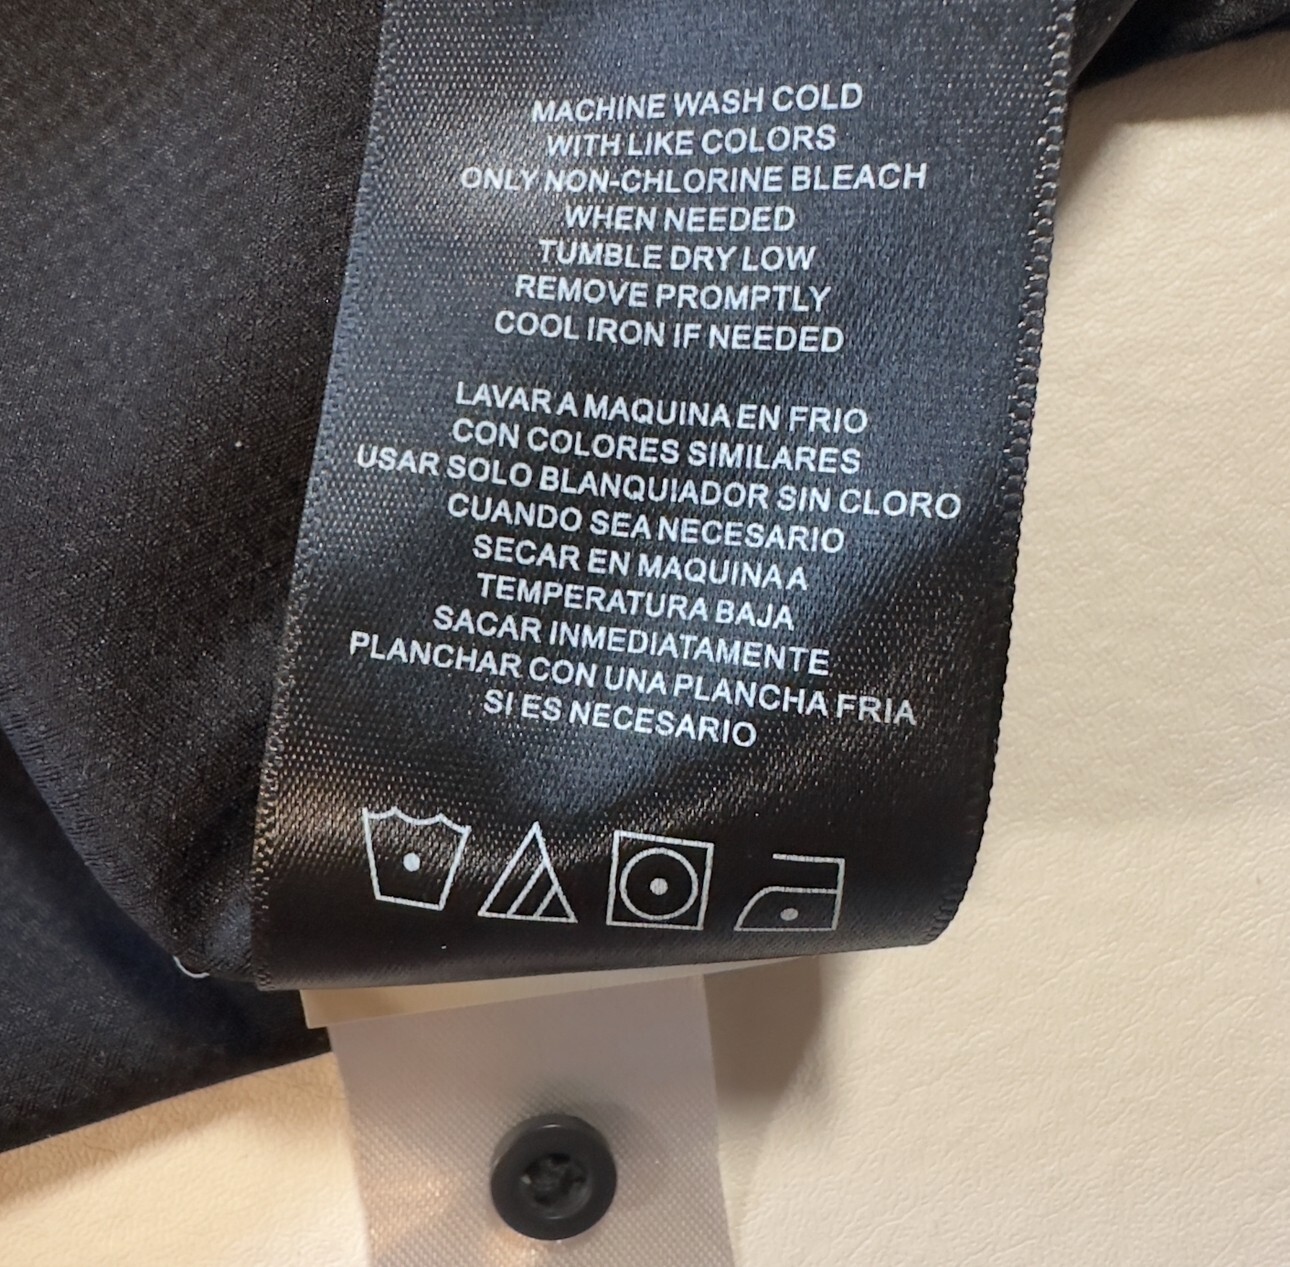 MACHINE WASH COLD
WITH LIKE COLORS
ONLY NON-CHLORINE BLEACH
WHEN NEEDED
TUMBLE DRY LOW
REMOVE PROMPTLY
COOL IRON IF NEEDED
LAVAR A MAQUINA EN FRIO
CON COLORES SIMILARES
USAR SOLO BLANQUIADOR SIN CLORO
CUANDO SEA NECESARIO
SECAR EN MAQUINA A
TEMPERATURA BAJA
SACAR INMEDIATAMENTE
PLANCHAR CON UNA PLANCHA FRIA
SI ES NECESARIO